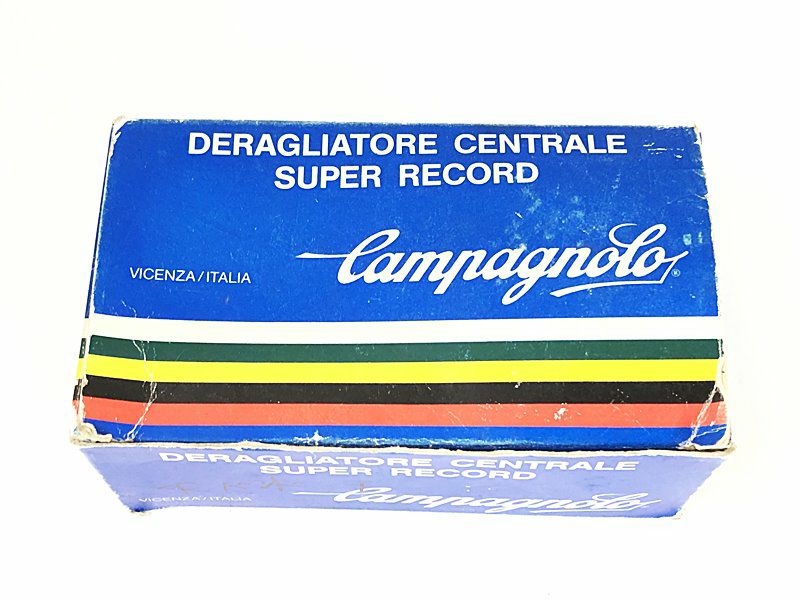 DERAGLIATORE CENTRALE
SUPER RECORD
VICENZA/ITALIA
Campagnolo®
DERAGLIATORE CENTRALE
SUPER RECORD
VICENZA/ITALIA
Campagnolo